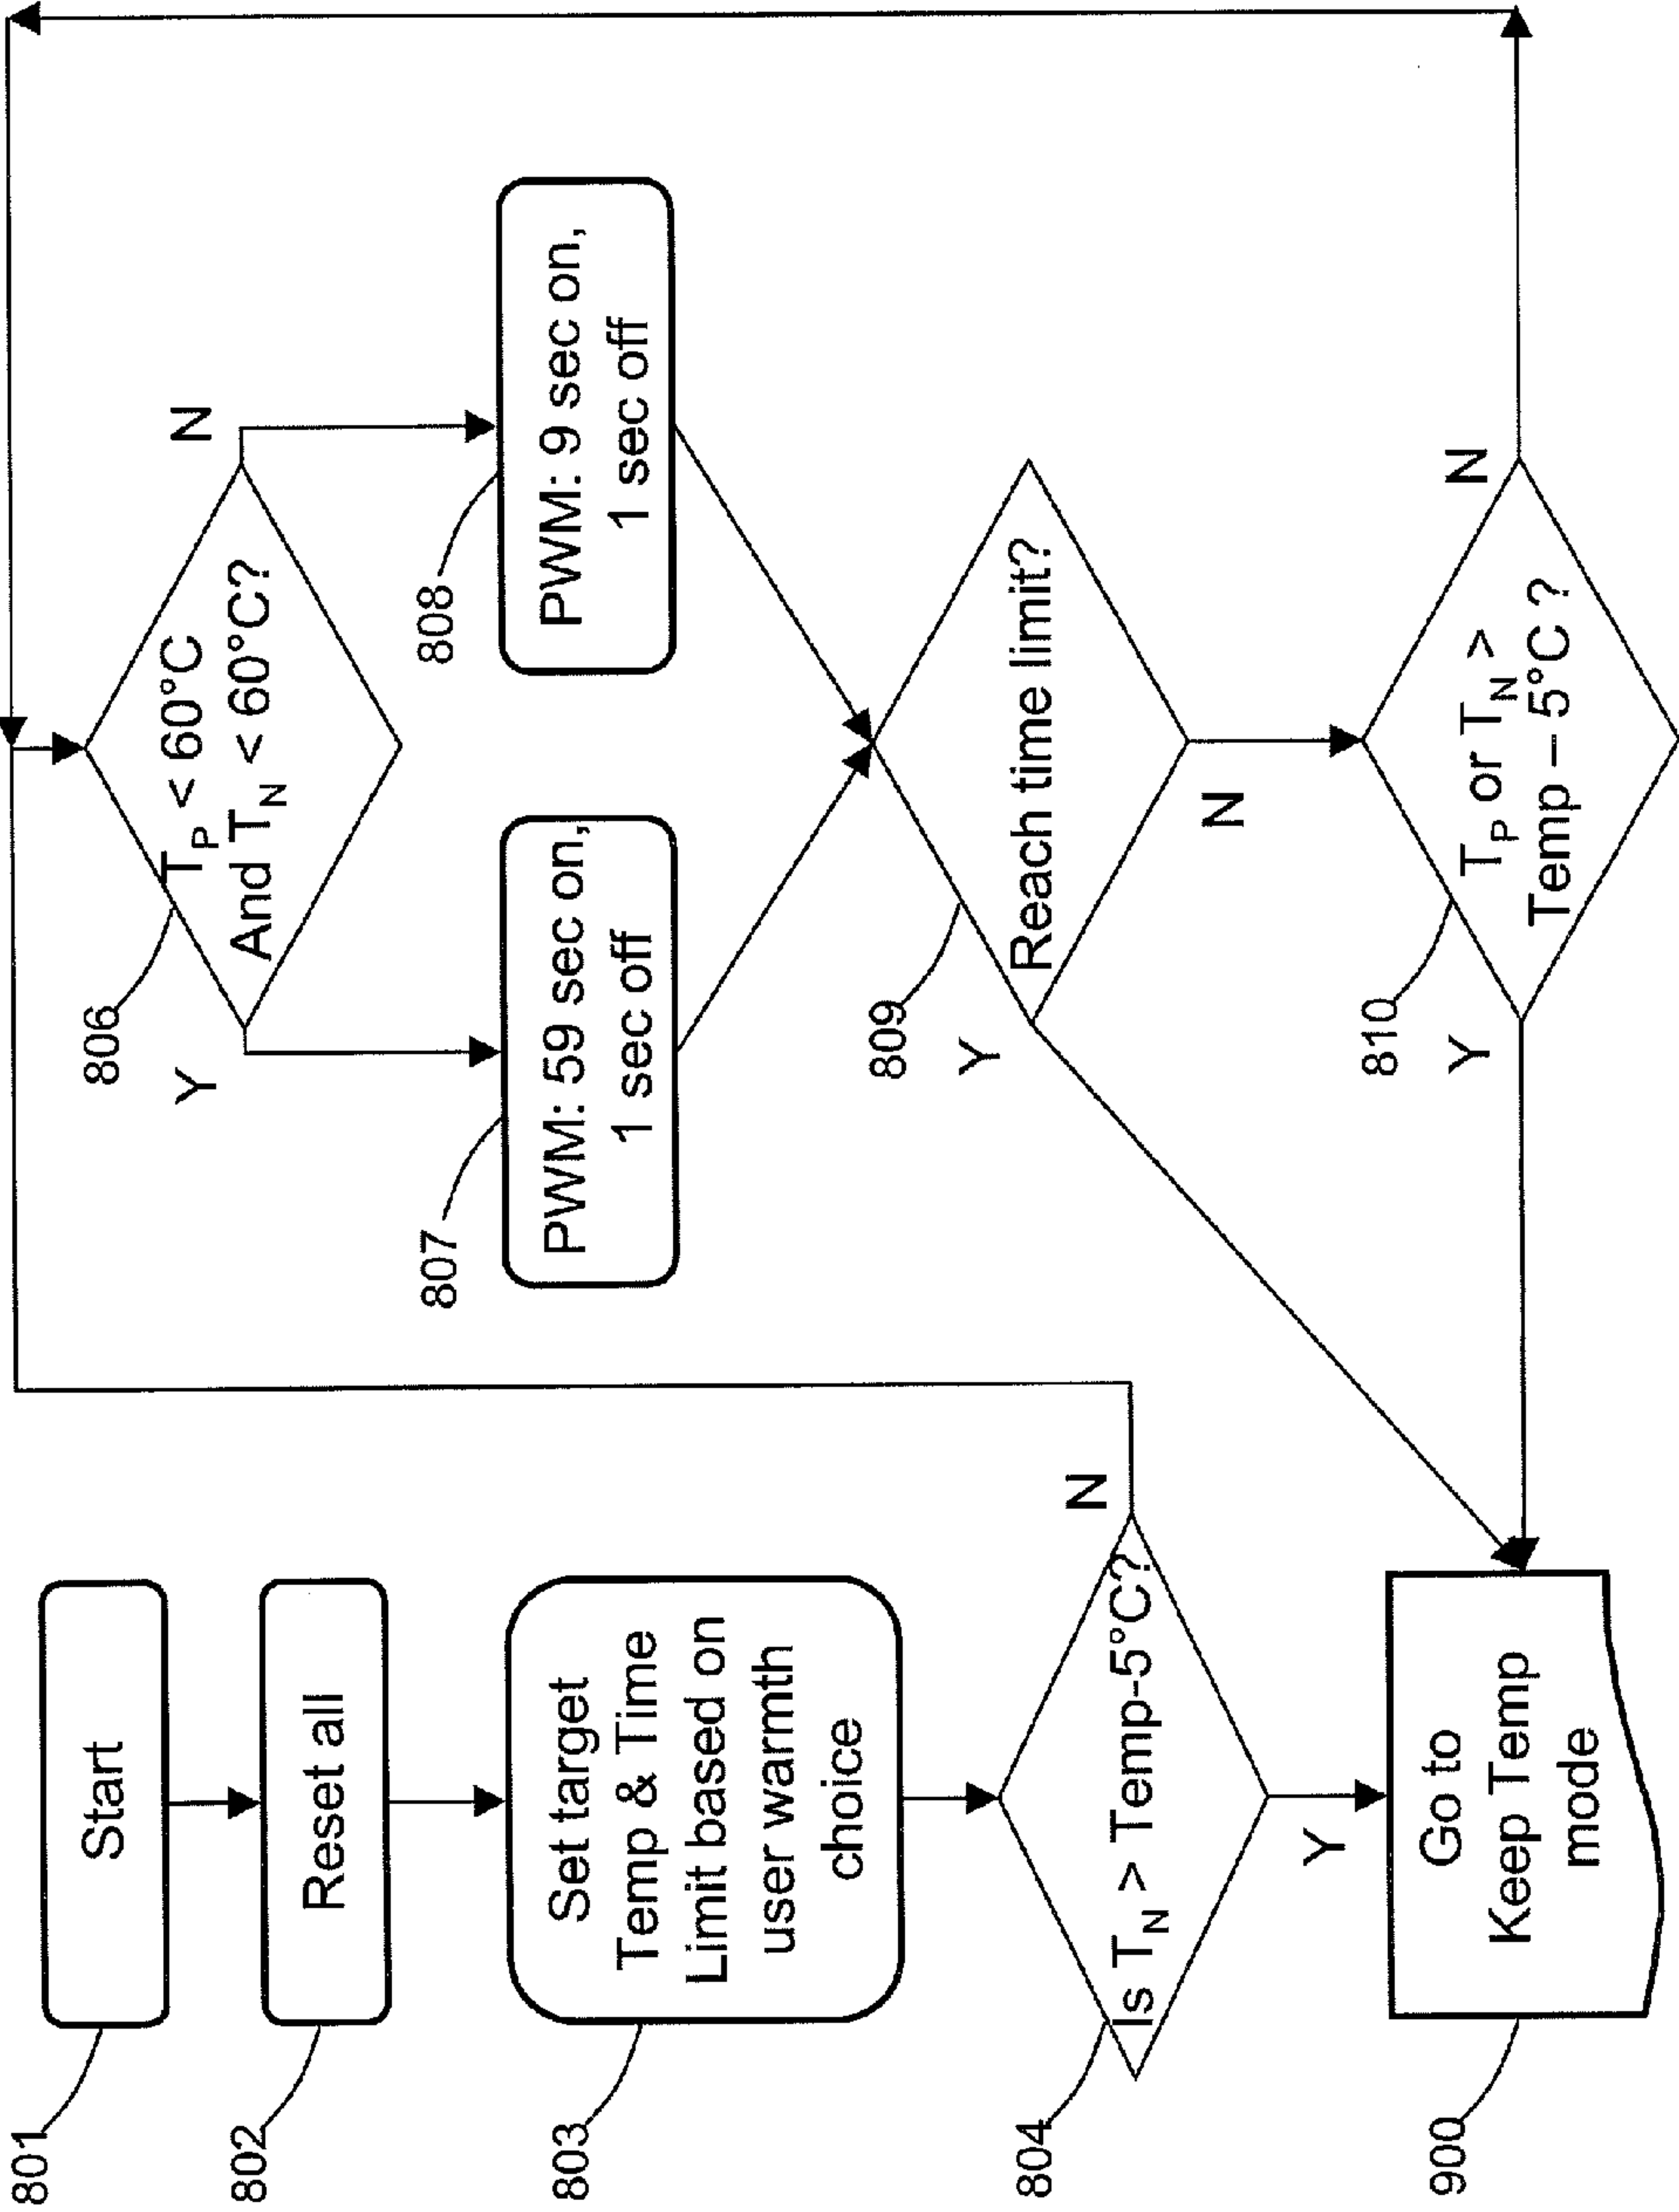 801
Start
802
Reset all
803
Set target
Temp & Time
Limit based on
user warmth
choice
804
Is T_N > Temp-5°C?
N
Y
900
Go to
Keep Temp
mode
806
T_P < 60°C
And T_N < 60°C?
Y
N
807
PWM: 59 sec on,
1 sec off
808
PWM: 9 sec on,
1 sec off
809
Reach time limit?
Y
N
810
T_P or T_N >
Temp – 5°C ?
Y
N